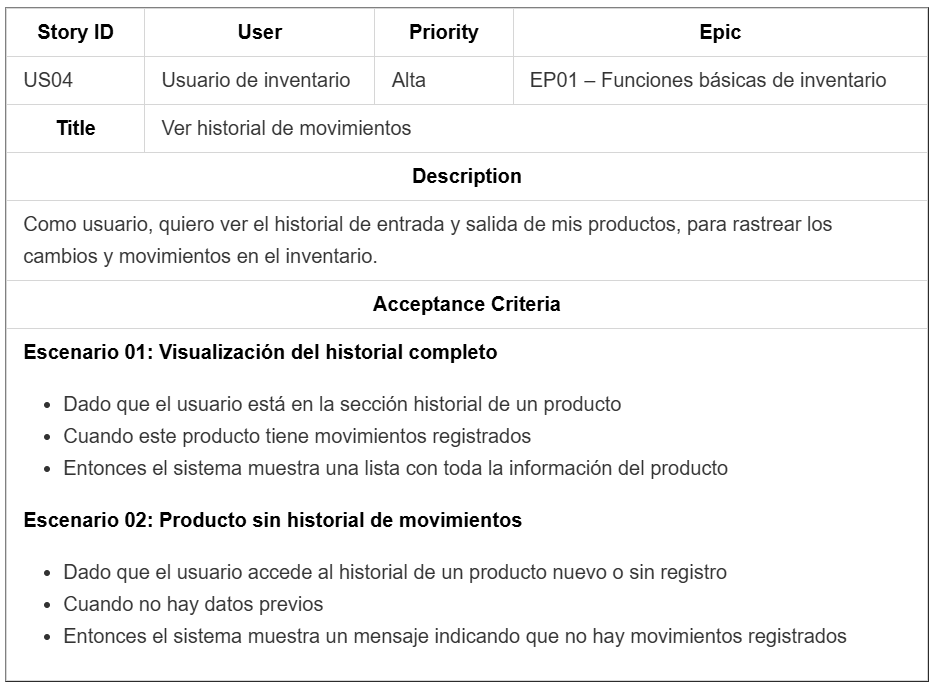 Story ID User Priority Epic
US04 Usuario de inventario Alta EP01 – Funciones básicas de inventario
Title Ver historial de movimientos
Description
Como usuario, quiero ver el historial de entrada y salida de mis productos, para rastrear los
cambios y movimientos en el inventario.
Acceptance Criteria
Escenario 01: Visualización del historial completo
• Dado que el usuario está en la sección historial de un producto
• Cuando este producto tiene movimientos registrados
• Entonces el sistema muestra una lista con toda la información del producto
Escenario 02: Producto sin historial de movimientos
• Dado que el usuario accede al historial de un producto nuevo o sin registro
• Cuando no hay datos previos
• Entonces el sistema muestra un mensaje indicando que no hay movimientos registrados